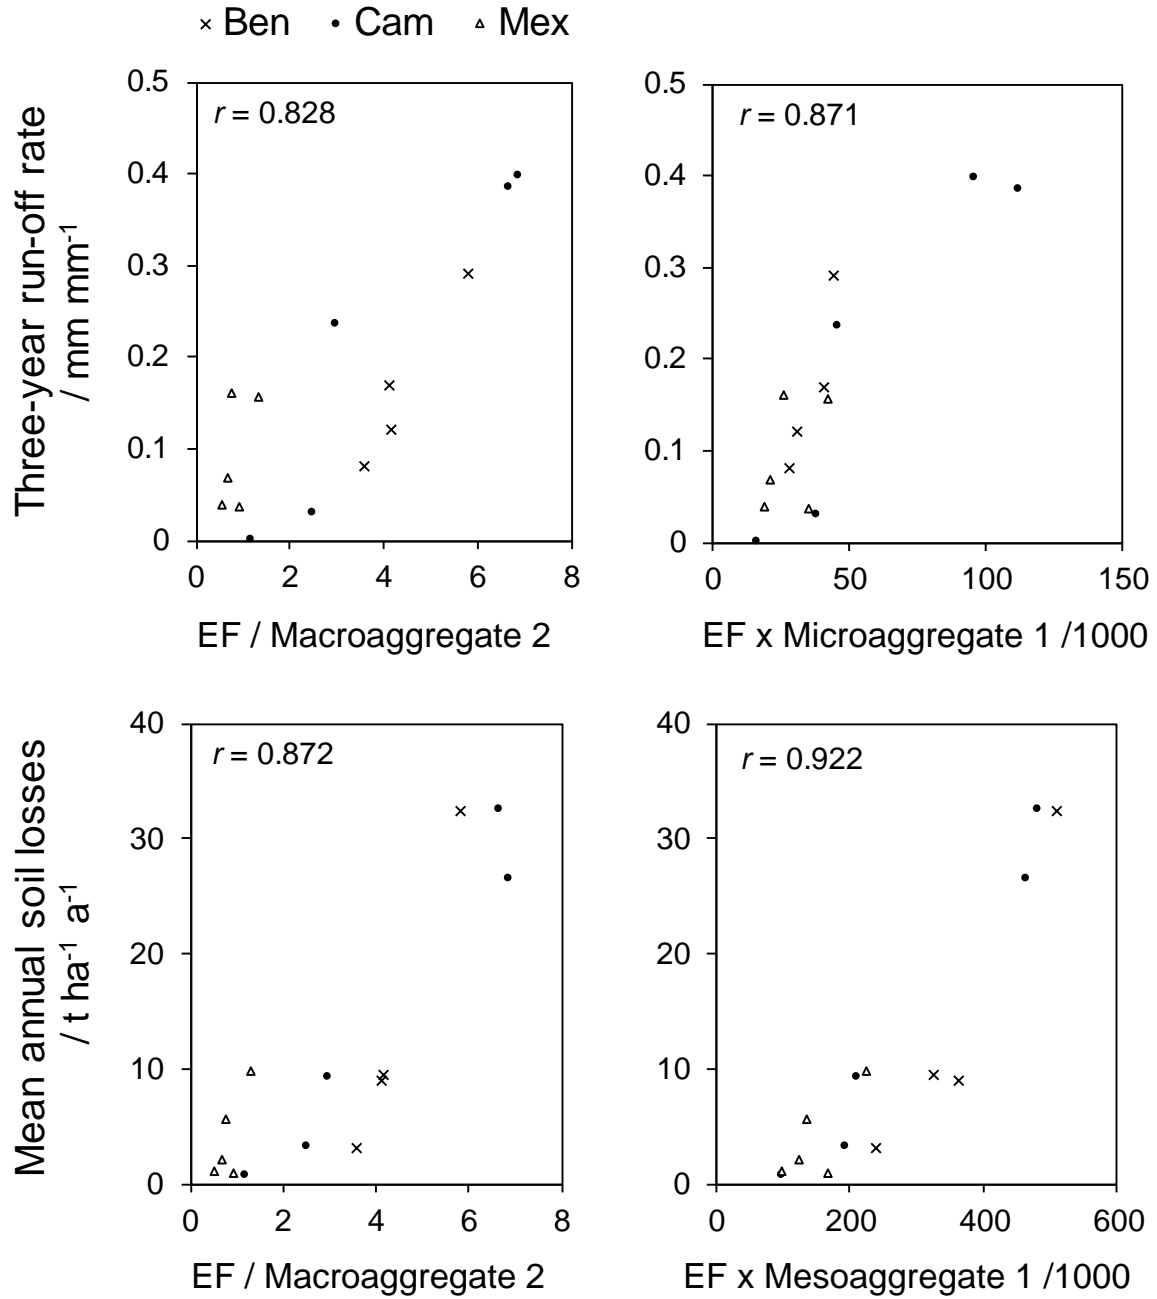 Ben Cam Mex
Three-year run-off rate
/ mm mm⁻¹
0.5
0.4
0.3
0.2
0.1
0
r = 0.828
0 2 4 6 8
EF / Macroaggregate 2
0.5
0.4
0.3
0.2
0.1
0
r = 0.871
0 50 100 150
EF x Microaggregate 1 /1000
Mean annual soil losses
/ t ha⁻¹ a⁻¹
40
30
20
10
0
r = 0.872
0 2 4 6 8
EF / Macroaggregate 2
40
30
20
10
0
r = 0.922
0 200 400 600
EF x Mesoaggregate 1 /1000